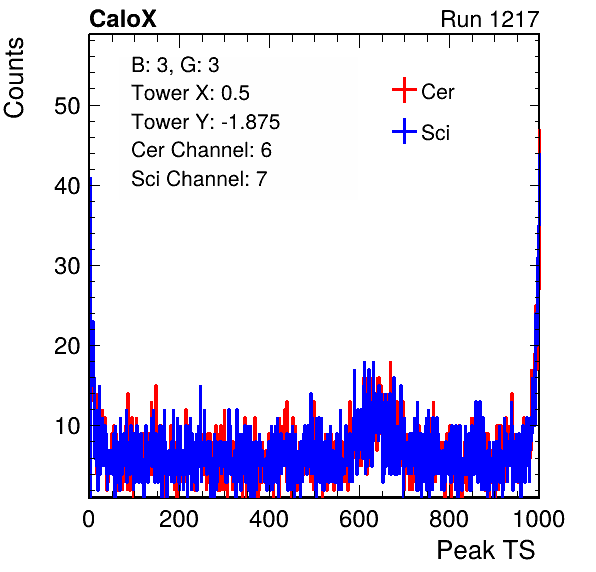 CaloX Run 1217
Counts
B: 3, G: 3
Tower X: 0.5
Tower Y: -1.875
Cer Channel: 6
Sci Channel: 7
Cer
Sci
50
40
30
20
10
0 200 400 600 800 1000
Peak TS